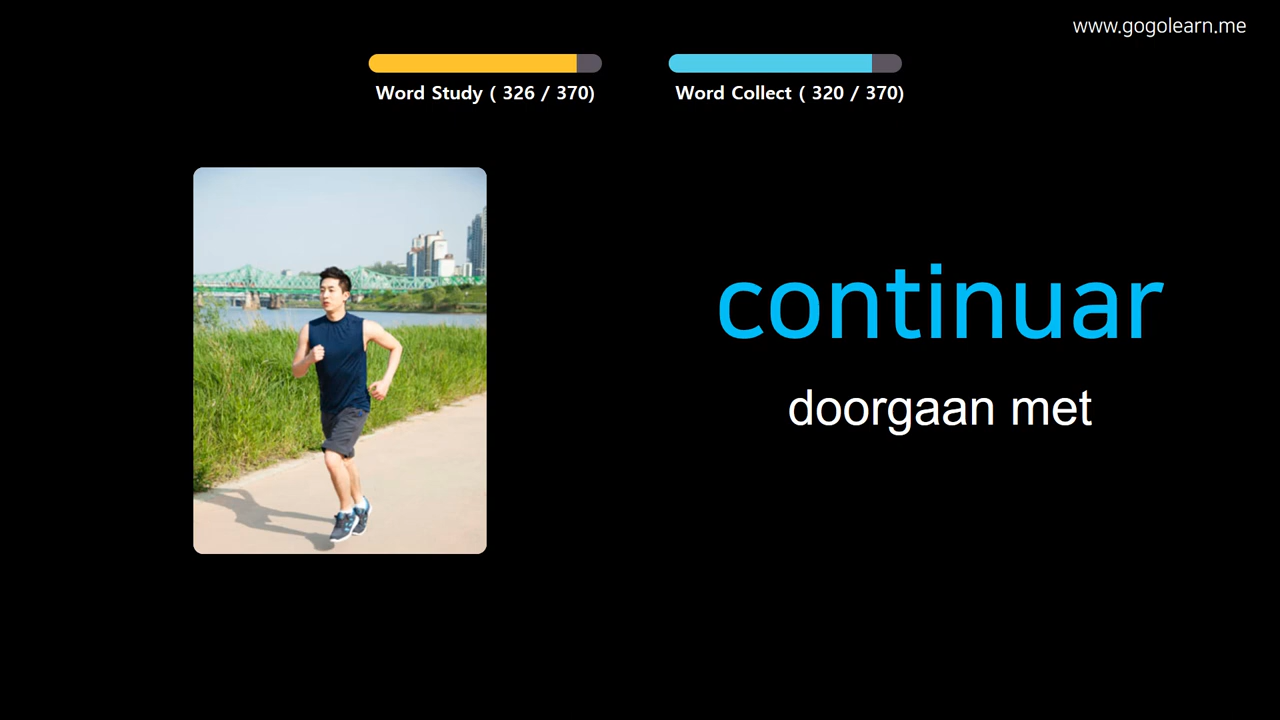 www.gogolearn.me
Word Study ( 326 / 370)
Word Collect ( 320 / 370)
continuar
doorgaan met